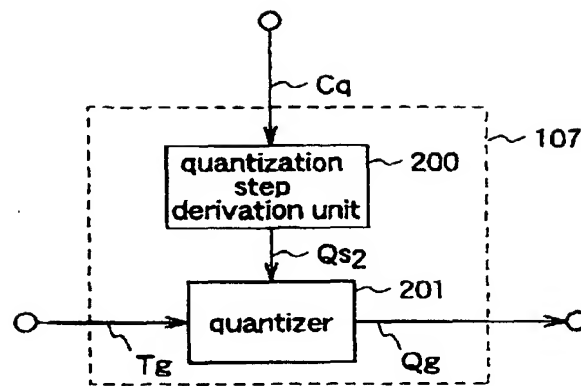 Cq
107
quantization
step
derivation unit
200
Qs2
201
quantizer
Tg
Qg